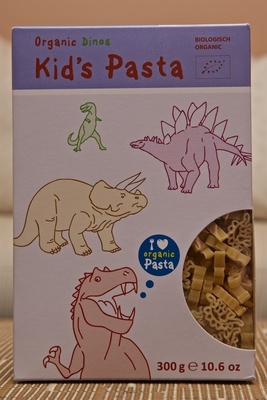 Organic Dinos
Kid's Pasta
BIOLOGISCH
ORGANIC
I
organic
Pasta
300 g e 10.6 oz